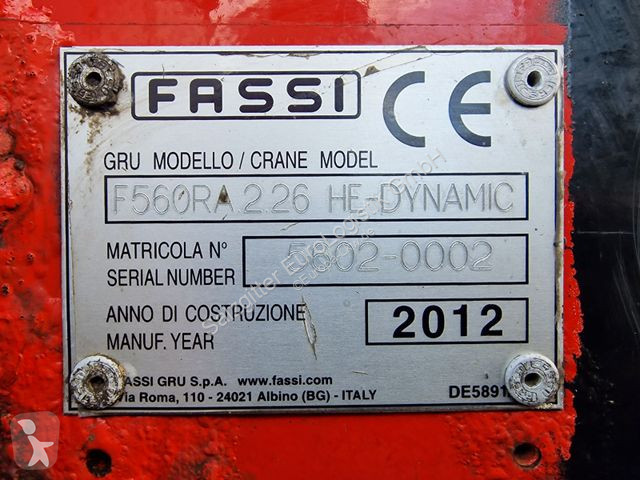 FASSI CE
GRU MODELLO / CRANE MODEL
F560RA.2.26 HE-DYNAMIC
MATRICOLA N°
SERIAL NUMBER
5602-0002
ANNO DI COSTRUZIONE
MANUF. YEAR
2012
FASSI GRU S.p.A. www.fassi.com
Via Roma, 110 - 24021 Albino (BG) - ITALY
DE5891